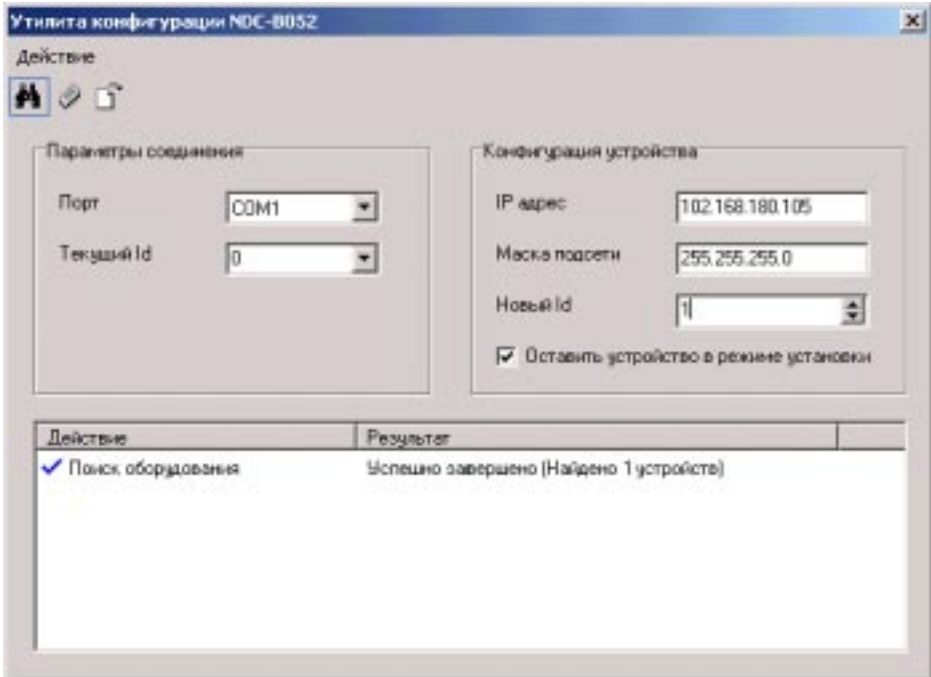 Утилита конфигурации NDC-B052
Действие
Параметры соединения
Порт
COM1
Текущий Id
0
Конфигурация устройства
IP адрес
102.168.180.105
Маска подсети
255.255.255.0
Новый Id
1
Оставить устройство в режиме установки
Действие Результат
Поиск оборудования Успешно завершено (Найдено 1 устройств)